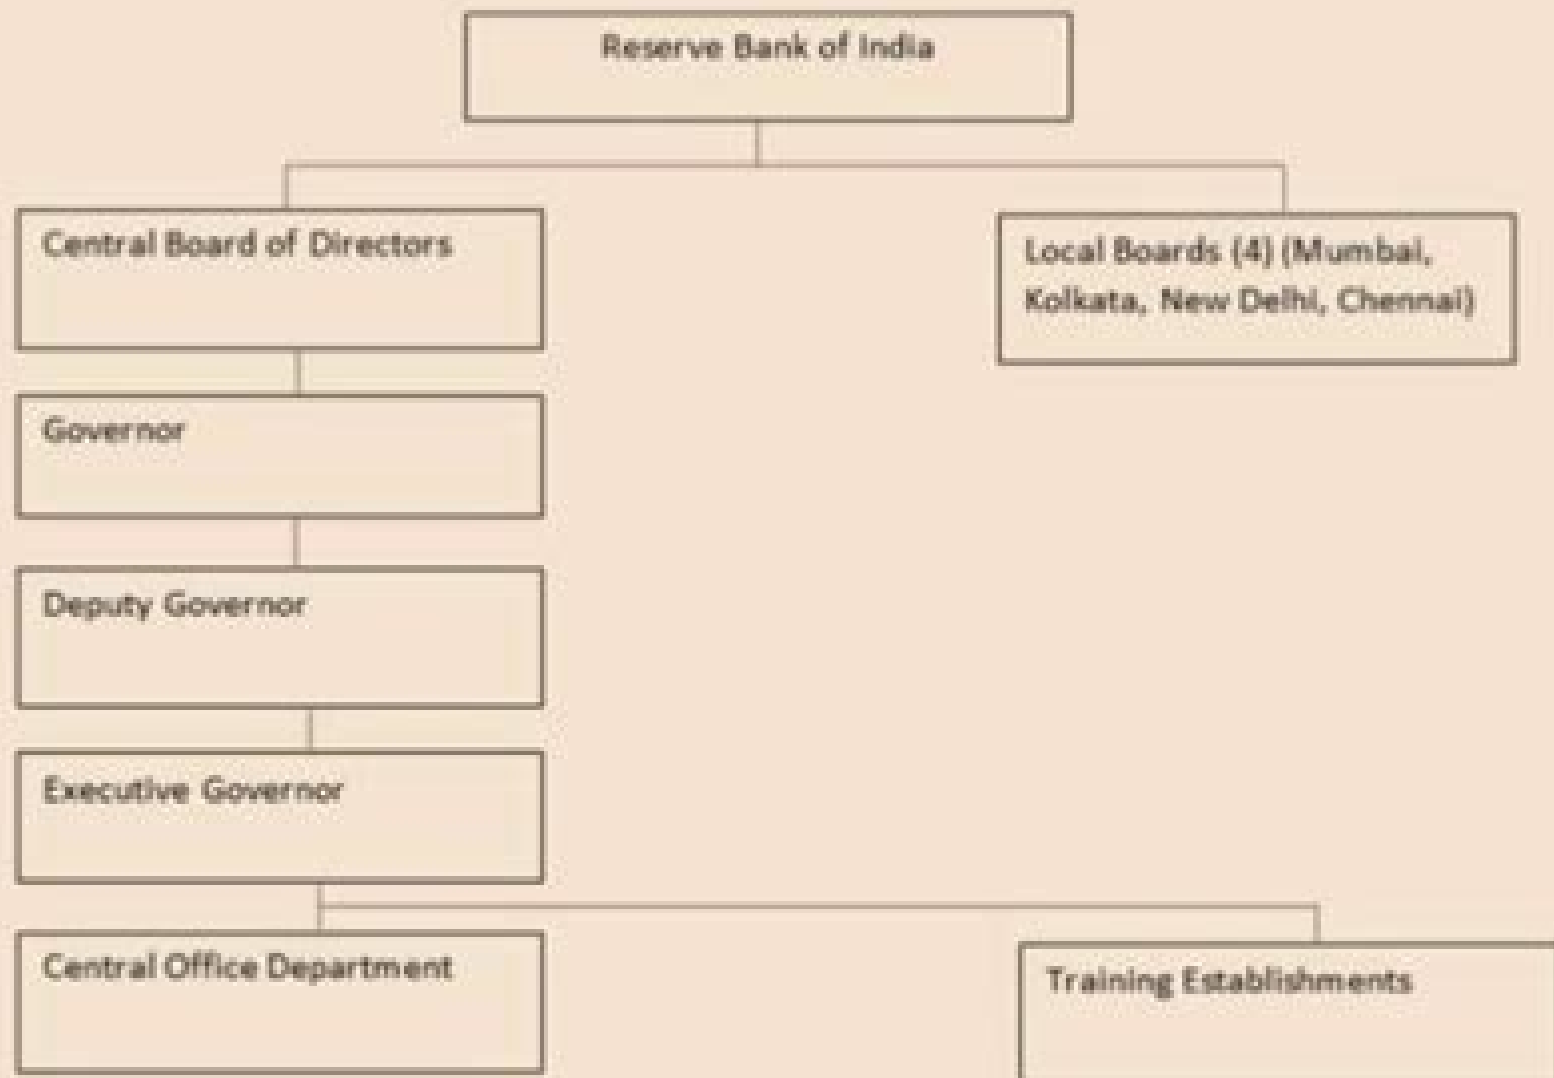 Reserve Bank of India
Central Board of Directors
Local Boards (4) (Mumbai,
Kolkata, New Delhi, Chennai)
Governor
Deputy Governor
Executive Governor
Central Office Department
Training Establishments